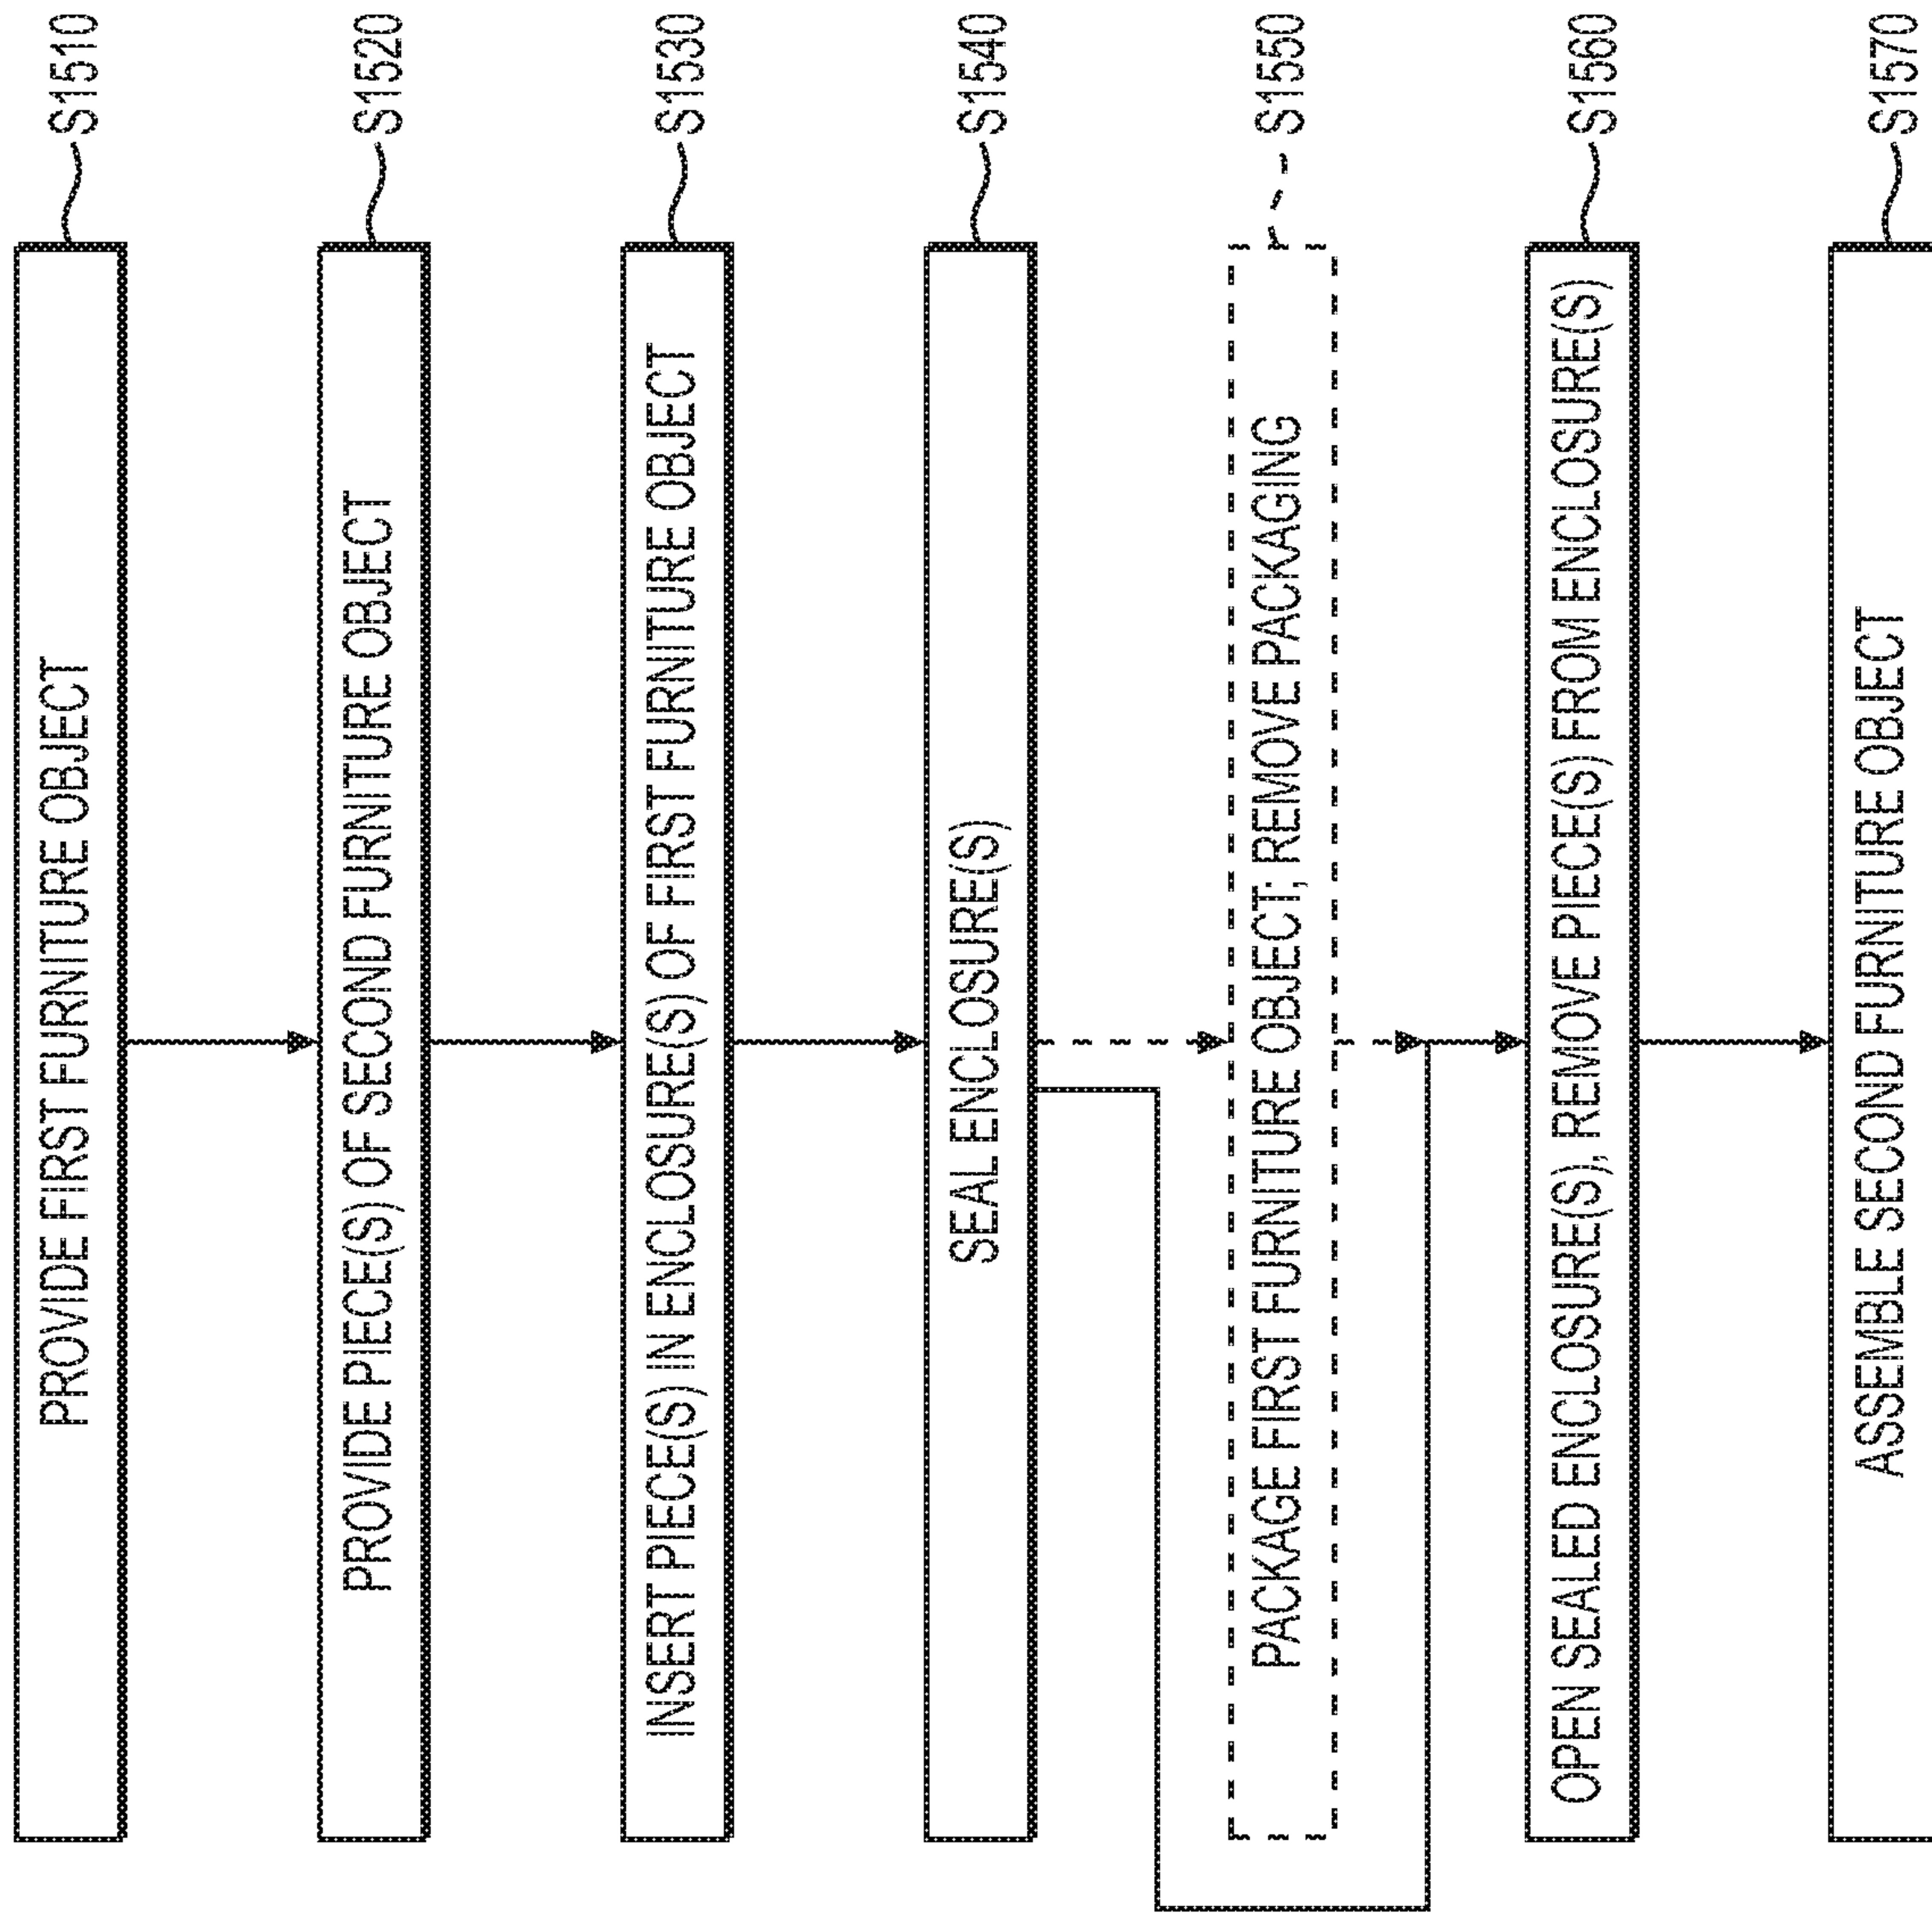 PROVIDE FIRST FURNITURE OBJECT
S1510
PROVIDE PIECE(S) OF SECOND FURNITURE OBJECT
S1520
INSERT PIECE(S) IN ENCLOSURE(S) OF FIRST FURNITURE OBJECT
S1530
SEAL ENCLOSURE(S)
S1540
PACKAGE FIRST FURNITURE OBJECT; REMOVE PACKAGING
S1550
OPEN SEALED ENCLOSURE(S), REMOVE PIECE(S) FROM ENCLOSURE(S)
S1560
ASSEMBLE SECOND FURNITURE OBJECT
S1570